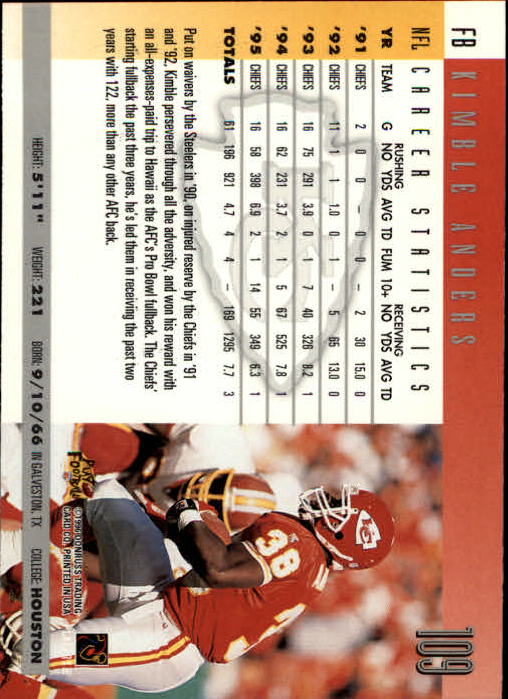 FB KIMBLE ANDERS 109
NFL CAREER STATISTICS
RUSHING RECEIVING
YR TEAM G NO YDS AVG TD FUM 10+ NO YDS AVG TD
'91 CHIEFS 2 0 0 – 0 0 – 2 30 15.0 0
'92 CHIEFS 11 1 1 1.0 0 1 – 5 65 13.0 0
'93 CHIEFS 16 75 291 3.9 0 1 7 40 326 8.2 1
'94 CHIEFS 16 62 231 3.7 2 1 5 67 525 7.8 1
'95 CHIEFS 16 58 398 6.9 2 1 14 55 349 6.3 1
TOTALS 61 196 921 4.7 4 4 – 169 1295 7.7 3
Put on waivers by the Steelers in '90, on injured reserve by the Chiefs in '91
and '92, Kimble persevered through all the adversity, and won his reward with
an all-expenses-paid trip to Hawaii as the AFC's Pro Bowl fullback. The Chiefs'
starting fullback the past three years, he's led them in receiving the past two
years with 122, more than any other AFC back.
38
PLAY FOOTBALL
©1996 DONRUSS TRADING
CARD CO. PRINTED IN USA
HEIGHT: 5'11" WEIGHT: 221 BORN: 9/10/66 IN GALVESTON, TX COLLEGE: HOUSTON